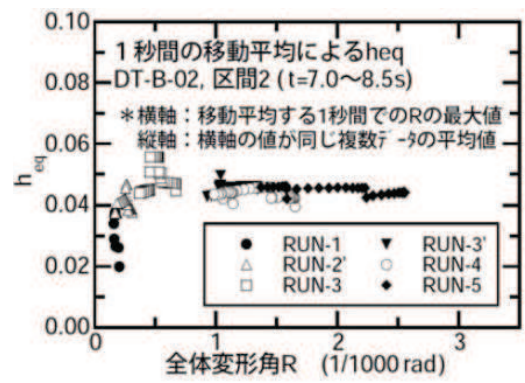 1秒間の移動平均によるheq
DT-B-02, 区間2 (t=7.0～8.5s)
＊横軸：移動平均する1秒間でのRの最大値
縦軸：横軸の値が同じ複数ﾃﾞｰﾀの平均値
0.10
0.08
0.06
0.04
0.02
0.00
heq
RUN-1
RUN-2'
RUN-3
RUN-3'
RUN-4
RUN-5
0 1 2 3
全体変形角R (1/1000 rad)